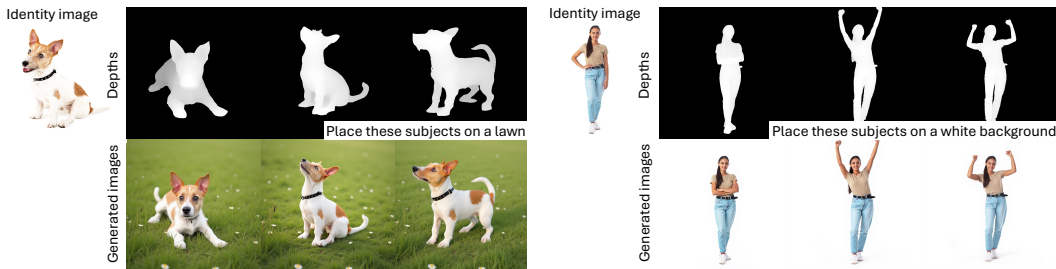 Identity image
Depths
Place these subjects on a lawn
Generated images
Identity image
Depths
Place these subjects on a white background
Generated images